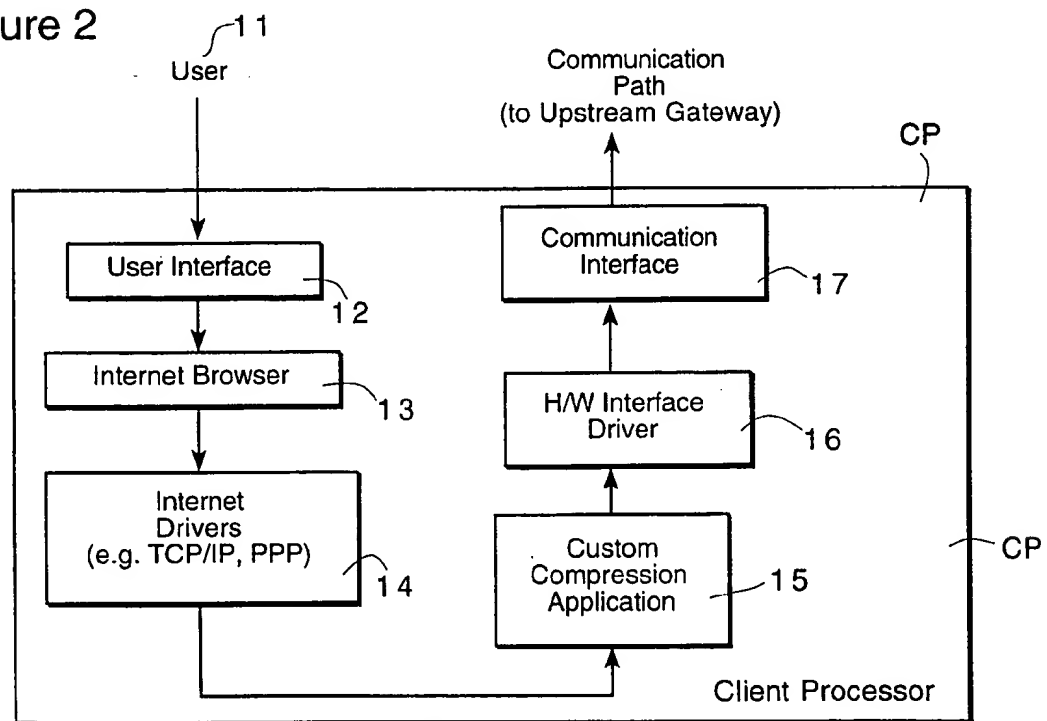 ure 2
11
User
Communication
Path
(to Upstream Gateway)
CP
User Interface
12
Internet Browser
13
Internet
Drivers
(e.g. TCP/IP, PPP)
14
Communication
Interface
17
H/W Interface
Driver
16
Custom
Compression
Application
15
CP
Client Processor